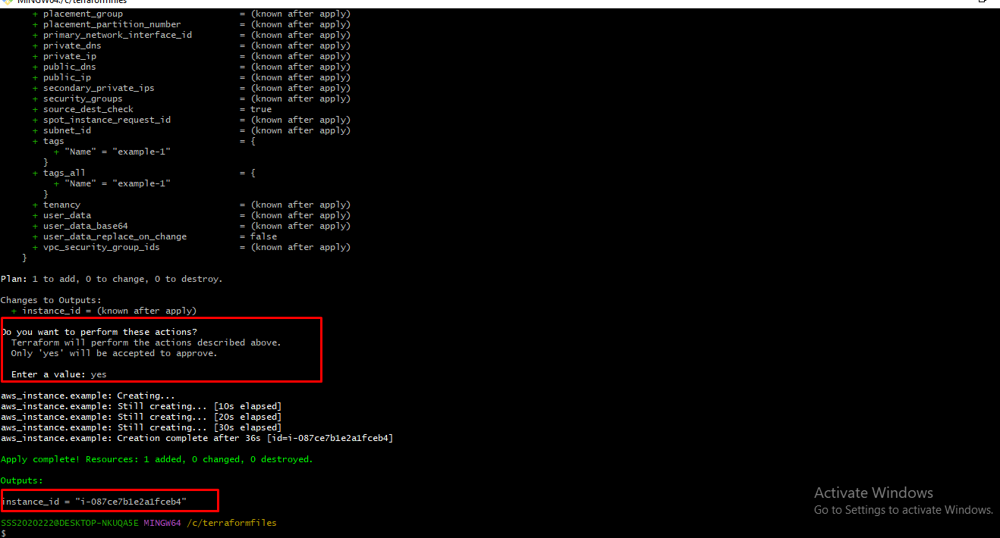 MINGW64:/c/terraformfiles
+ placement_group = (known after apply)
+ placement_partition_number = (known after apply)
+ primary_network_interface_id = (known after apply)
+ private_dns = (known after apply)
+ private_ip = (known after apply)
+ public_dns = (known after apply)
+ public_ip = (known after apply)
+ secondary_private_ips = (known after apply)
+ security_groups = (known after apply)
+ source_dest_check = true
+ spot_instance_request_id = (known after apply)
+ subnet_id = (known after apply)
+ tags = {
+ "Name" = "example-1"
}
+ tags_all = {
+ "Name" = "example-1"
}
+ tenancy = (known after apply)
+ user_data = (known after apply)
+ user_data_base64 = (known after apply)
+ user_data_replace_on_change = false
+ vpc_security_group_ids = (known after apply)
}
Plan: 1 to add, 0 to change, 0 to destroy.
Changes to Outputs:
+ instance_id = (known after apply)
Do you want to perform these actions?
Terraform will perform the actions described above.
Only 'yes' will be accepted to approve.
Enter a value: yes
aws_instance.example: Creating...
aws_instance.example: Still creating... [10s elapsed]
aws_instance.example: Still creating... [20s elapsed]
aws_instance.example: Still creating... [30s elapsed]
aws_instance.example: Creation complete after 36s [id=i-087ce7b1e2a1fceb4]
Apply complete! Resources: 1 added, 0 changed, 0 destroyed.
Outputs:
instance_id = "i-087ce7b1e2a1fceb4"
SSS2020222@DESKTOP-NKUQA5E MINGW64 /c/terraformfiles
$
Activate Windows
Go to Settings to activate Windows.